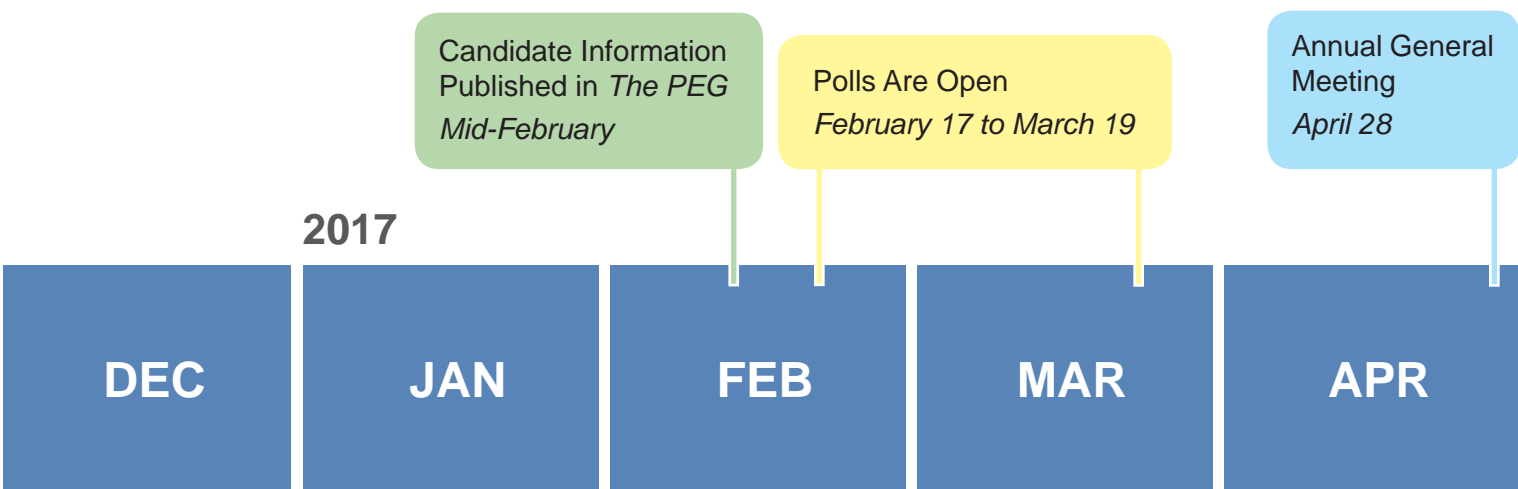 Candidate Information
Published in The PEG
Mid-February
Polls Are Open
February 17 to March 19
Annual General
Meeting
April 28
2017
DEC
JAN
FEB
MAR
APR